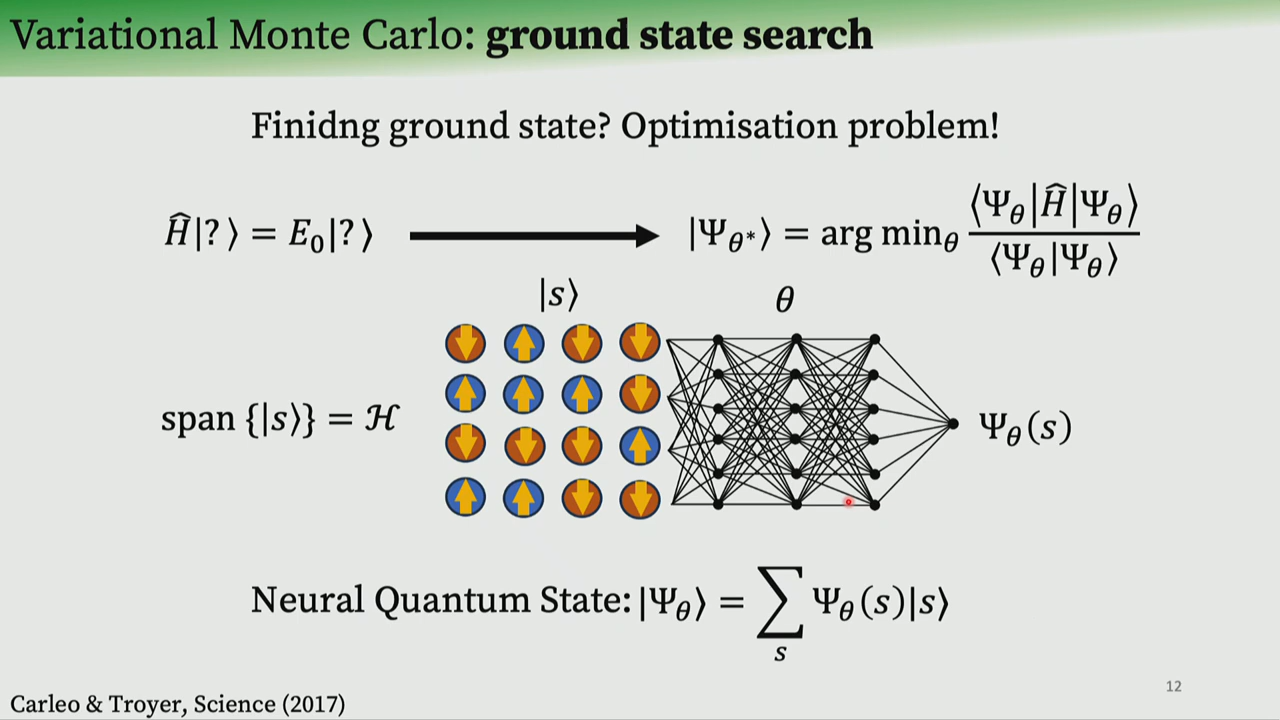 Variational Monte Carlo: ground state search
Finidng ground state? Optimisation problem!
Ĥ|? ⟩ = E₀|? ⟩
|Ψ_θ*⟩ = arg min_θ ⟨Ψ_θ|Ĥ|Ψ_θ⟩ / ⟨Ψ_θ|Ψ_θ⟩
|s⟩
θ
span {|s⟩} = ℋ
Ψ_θ(s)
Neural Quantum State: |Ψ_θ⟩ = ∑_s Ψ_θ(s)|s⟩
12
Carleo & Troyer, Science (2017)